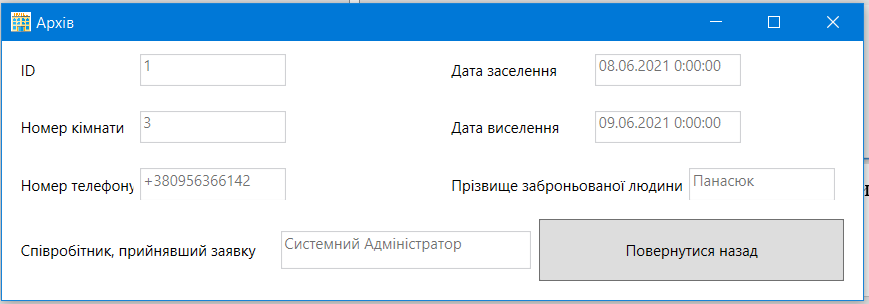 Архів
ID 1 Дата заселення 08.06.2021 0:00:00
Номер кімнати 3 Дата виселення 09.06.2021 0:00:00
Номер телефону +380956366142 Прізвище заброньованої людини Панасюк
Співробітник, прийнявший заявку Системний Адміністратор Повернутися назад